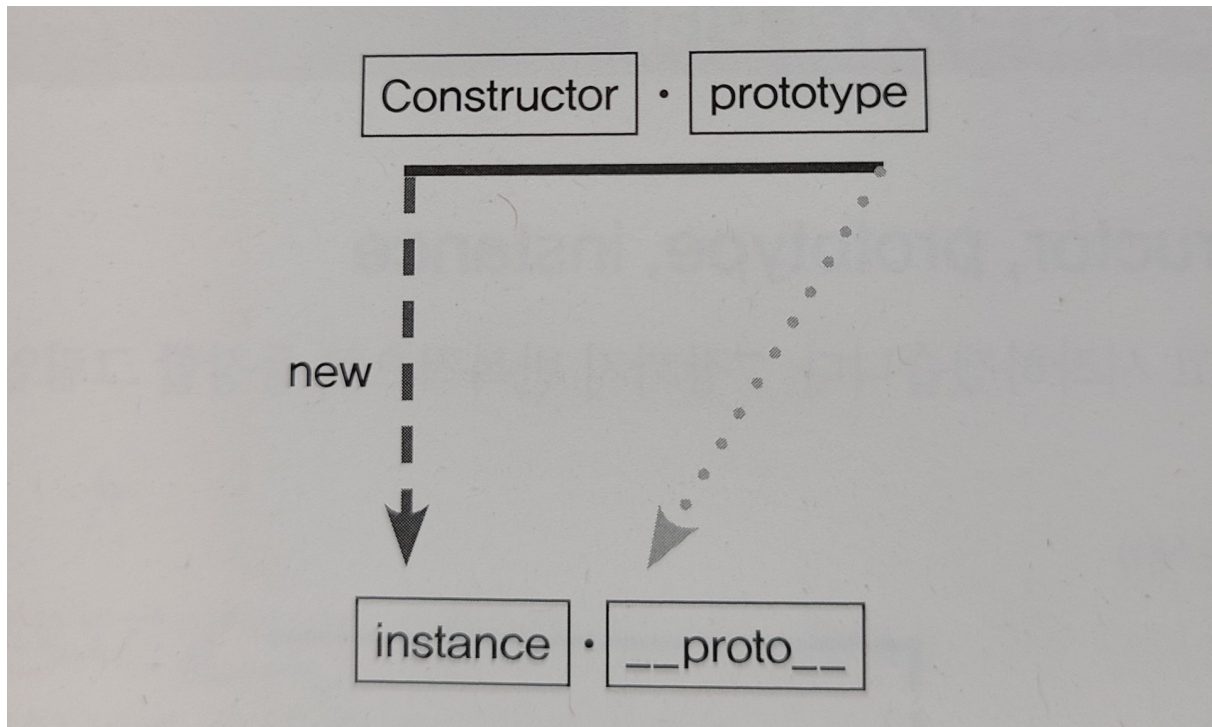 Constructor · prototype
new
instance · __proto__